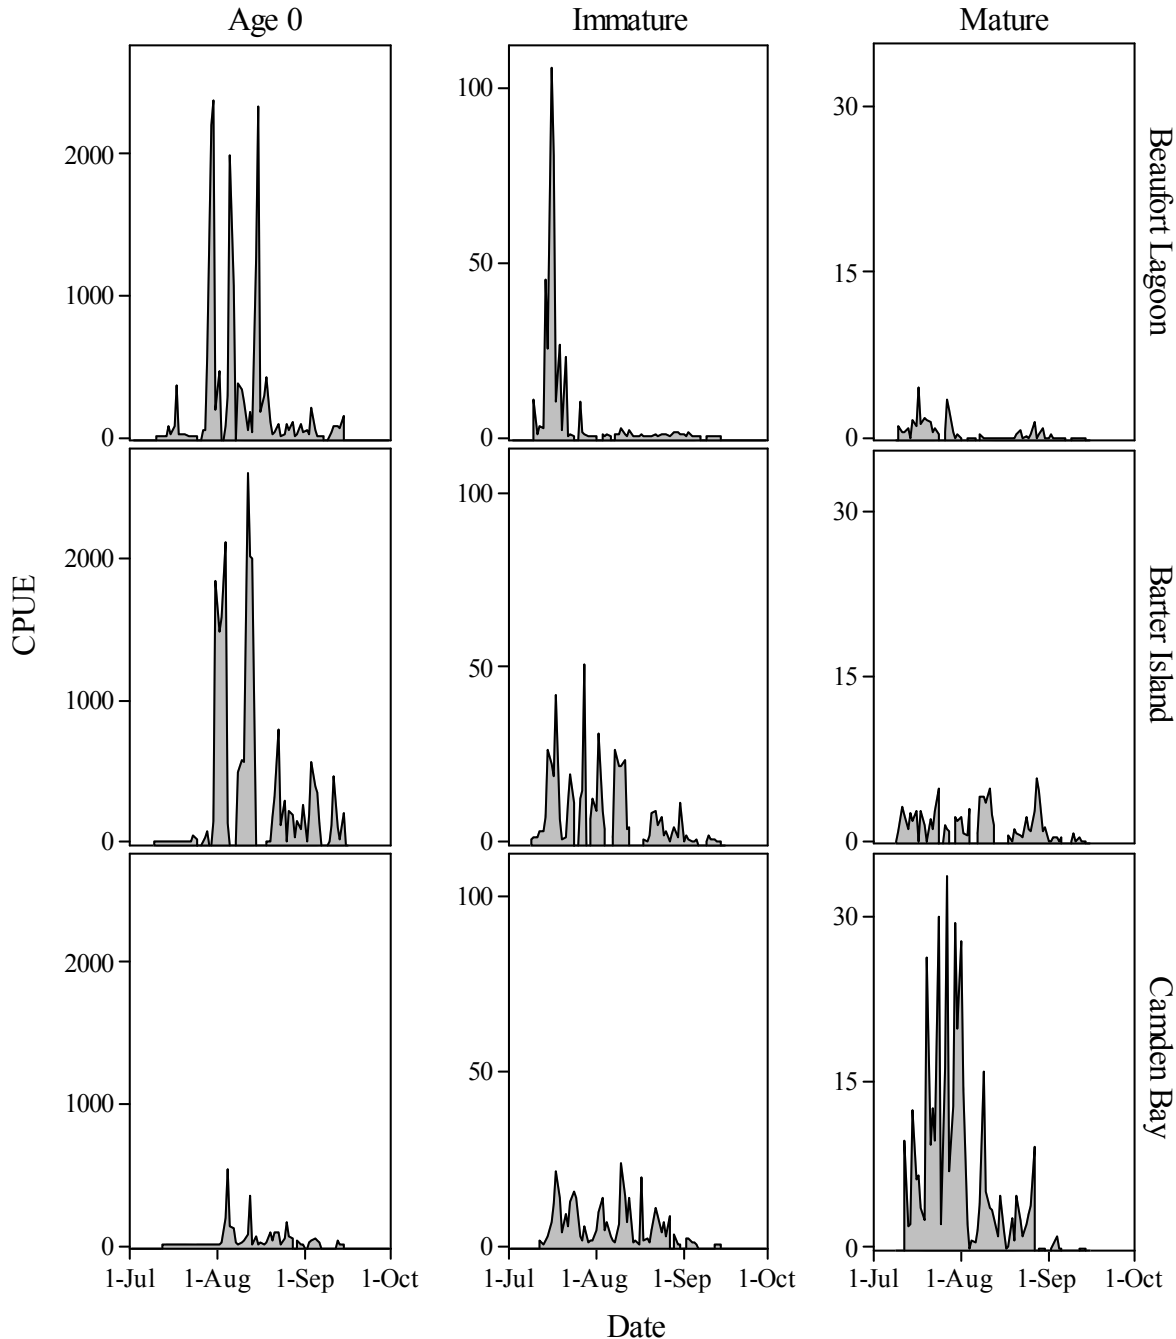 Age 0
Immature
Mature
2000
1000
0
100
50
0
30
15
0
Beaufort Lagoon
CPUE
2000
1000
0
100
50
0
30
15
0
Barter Island
2000
1000
0
100
50
0
30
15
0
Camden Bay
1-Jul
1-Aug
1-Sep
1-Oct
1-Jul
1-Aug
1-Sep
1-Oct
1-Jul
1-Aug
1-Sep
1-Oct
Date